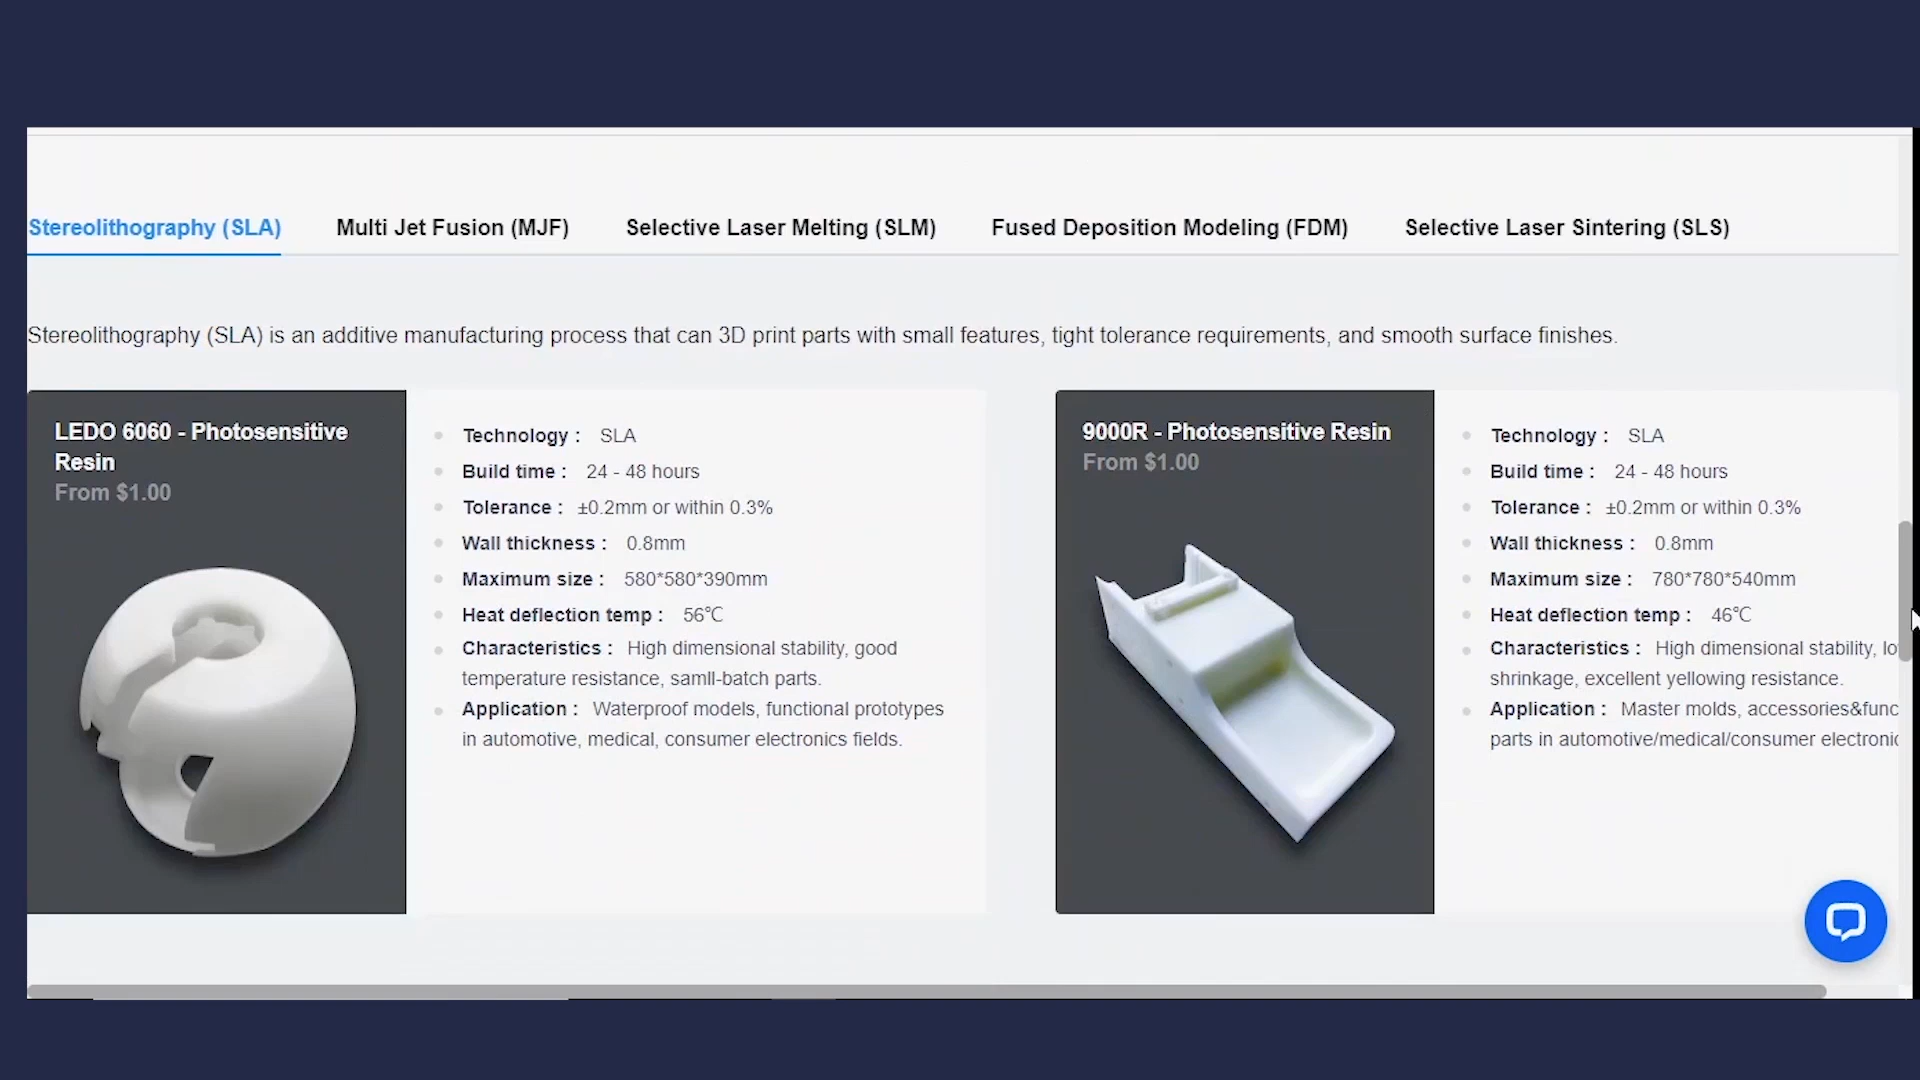 Stereolithography (SLA)
Multi Jet Fusion (MJF)
Selective Laser Melting (SLM)
Fused Deposition Modeling (FDM)
Selective Laser Sintering (SLS)
Stereolithography (SLA) is an additive manufacturing process that can 3D print parts with small features, tight tolerance requirements, and smooth surface finishes.
LEDO 6060 - Photosensitive
Resin
From $1.00
Technology : SLA
Build time : 24 - 48 hours
Tolerance : ±0.2mm or within 0.3%
Wall thickness : 0.8mm
Maximum size : 580*580*390mm
Heat deflection temp : 56℃
Characteristics : High dimensional stability, good
temperature resistance, samll-batch parts.
Application : Waterproof models, functional prototypes
in automotive, medical, consumer electronics fields.
9000R - Photosensitive Resin
From $1.00
Technology : SLA
Build time : 24 - 48 hours
Tolerance : ±0.2mm or within 0.3%
Wall thickness : 0.8mm
Maximum size : 780*780*540mm
Heat deflection temp : 46℃
Characteristics : High dimensional stability,
shrinkage, excellent yellowing resistance.
Application : Master molds, accessories&func
parts in automotive/medical/consumer